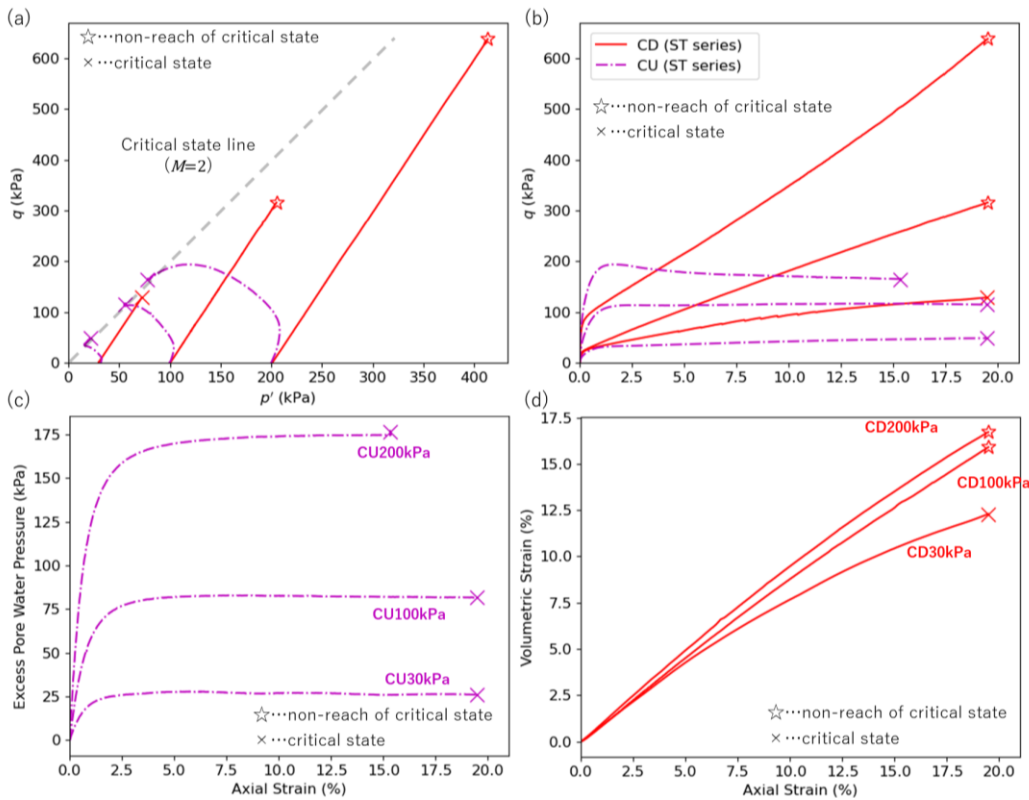 (a)
☆…non-reach of critical state
×…critical state
Critical state line
(M=2)
q (kPa)
600
500
400
300
200
100
0
0 50 100 150 200 250 300 350 400
p′ (kPa)
(b)
CD (ST series)
CU (ST series)
☆…non-reach of critical state
×…critical state
q (kPa)
600
500
400
300
200
100
0
0.0 2.5 5.0 7.5 10.0 12.5 15.0 17.5 20.0
(c)
Excess Pore Water Pressure (kPa)
175
150
125
100
75
50
25
0
CU200kPa
CU100kPa
CU30kPa
☆…non-reach of critical state
×…critical state
0.0 2.5 5.0 7.5 10.0 12.5 15.0 17.5 20.0
Axial Strain (%)
(d)
Volumetric Strain (%)
17.5
15.0
12.5
10.0
7.5
5.0
2.5
0.0
CD200kPa
CD100kPa
CD30kPa
☆…non-reach of critical state
×…critical state
0.0 2.5 5.0 7.5 10.0 12.5 15.0 17.5 20.0
Axial Strain (%)